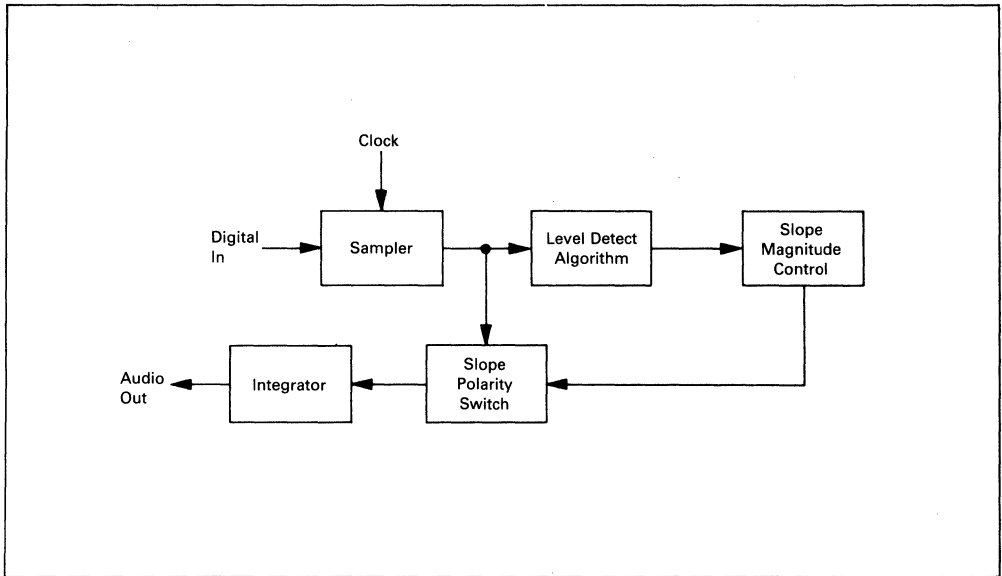 Clock
Digital
In
Sampler
Level Detect
Algorithm
Slope
Magnitude
Control
Audio
Out
Integrator
Slope
Polarity
Switch